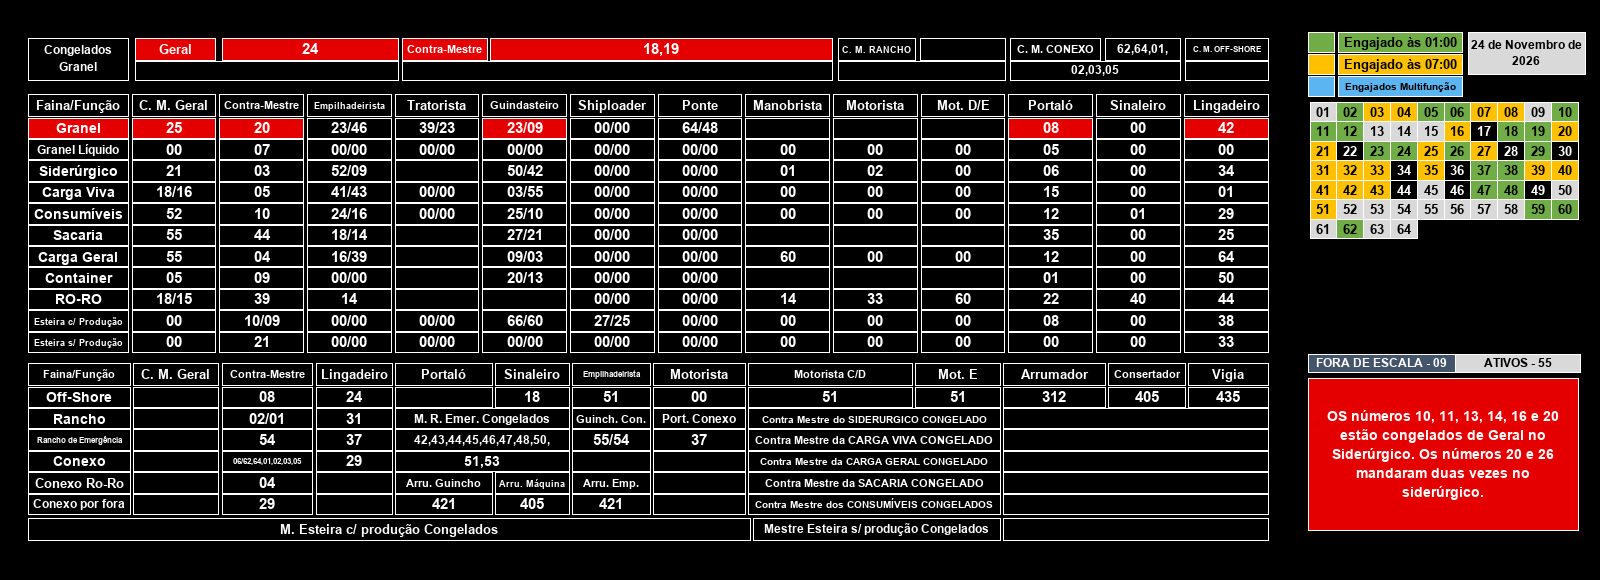 Congelados Granel Geral 24 Contra-Mestre 18,19 C. M. RANCHO C. M. CONEXO 62,64,01, C. M. OFF-SHORE
02,03,05
Faina/Função C. M. Geral Contra-Mestre Empilhadeirista Tratorista Guindasteiro Shiploader Ponte Manobrista Motorista Mot. D/E Portaló Sinaleiro Lingadeiro
Granel 25 20 23/46 39/23 23/09 00/00 64/48 08 00 42
Granel Líquido 00 07 00/00 00/00 00/00 00/00 00/00 00 00 00 05 00 00
Siderúrgico 21 03 52/09 50/42 00/00 00/00 01 02 00 06 00 34
Carga Viva 18/16 05 41/43 00/00 03/55 00/00 00/00 00 00 00 15 00 01
Consumíveis 52 10 24/16 00/00 25/10 00/00 00/00 00 00 00 12 01 29
Sacaria 55 44 18/14 27/21 00/00 00/00 35 00 25
Carga Geral 55 04 16/39 09/03 00/00 00/00 60 00 00 12 00 64
Container 05 09 00/00 20/13 00/00 00/00 01 00 50
RO-RO 18/15 39 14 00/00 00/00 14 33 60 22 40 44
Esteira c/ Produção 00 10/09 00/00 00/00 66/60 27/25 00/00 00 00 00 08 00 38
Esteira s/ Produção 00 21 00/00 00/00 00/00 00/00 00/00 00 00 00 00 00 33
Faina/Função C. M. Geral Contra-Mestre Lingadeiro Portaló Sinaleiro Empilhadeirista Motorista Motorista C/D Mot. E Arrumador Consertador Vigia
Off-Shore 08 24 18 51 00 51 51 312 405 435
Rancho 02/01 31 M. R. Emer. Congelados Guinch. Con. Port. Conexo Contra Mestre do SIDERURGICO CONGELADO
Rancho de Emergência 54 37 42,43,44,45,46,47,48,50, 55/54 37 Contra Mestre da CARGA VIVA CONGELADO
Conexo 06/62,64,01,02,03,05 29 51,53 Contra Mestre da CARGA GERAL CONGELADO
Conexo Ro-Ro 04 Arru. Guincho Arru. Máquina Arru. Emp. Contra Mestre da SACARIA CONGELADO
Conexo por fora 29 421 405 421 Contra Mestre dos CONSUMÍVEIS CONGELADOS
M. Esteira c/ produção Congelados Mestre Esteira s/ produção Congelados
Engajado às 01:00
Engajado às 07:00
Engajados Multifunção
24 de Novembro de
2026
01 02 03 04 05 06 07 08 09 10
11 12 13 14 15 16 17 18 19 20
21 22 23 24 25 26 27 28 29 30
31 32 33 34 35 36 37 38 39 40
41 42 43 44 45 46 47 48 49 50
51 52 53 54 55 56 57 58 59 60
61 62 63 64
FORA DE ESCALA - 09 ATIVOS - 55
OS números 10, 11, 13, 14, 16 e 20
estão congelados de Geral no
Siderúrgico. Os números 20 e 26
mandaram duas vezes no
siderúrgico.